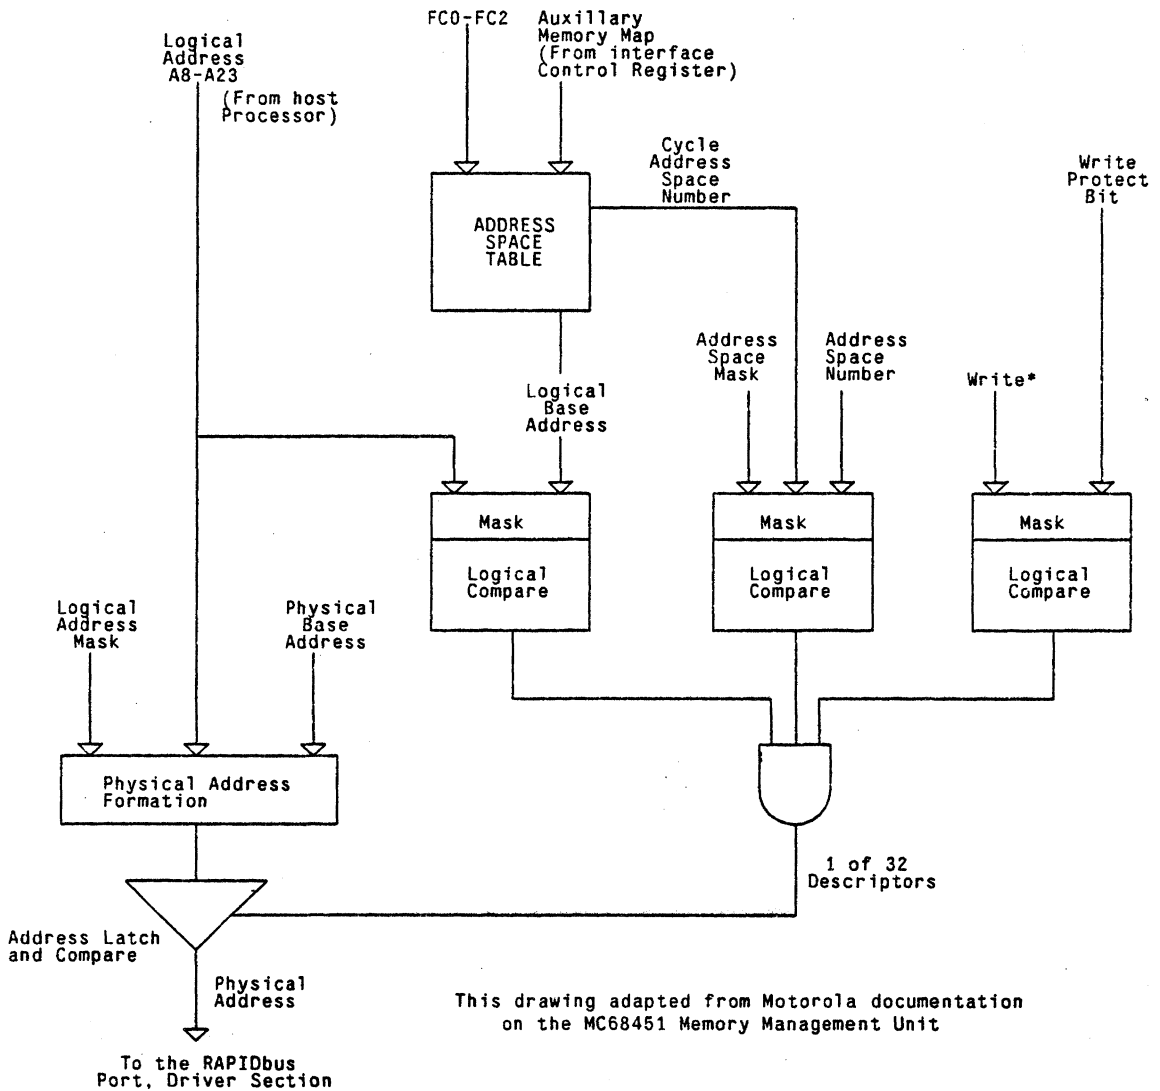 FC0-FC2
Auxillary
Memory Map
(From interface
Control Register)
Logical
Address
A8-A23
(From host
Processor)
Cycle
Address
Space
Number
Write
Protect
Bit
ADDRESS
SPACE
TABLE
Address
Space
Mask
Address
Space
Number
Write*
Logical
Base
Address
Mask
Logical
Compare
Mask
Logical
Compare
Mask
Logical
Compare
Logical
Address
Mask
Physical
Base
Address
Physical Address
Formation
1 of 32
Descriptors
Address Latch
and Compare
Physical
Address
This drawing adapted from Motorola documentation
on the MC68451 Memory Management Unit
To the RAPIDbus
Port, Driver Section